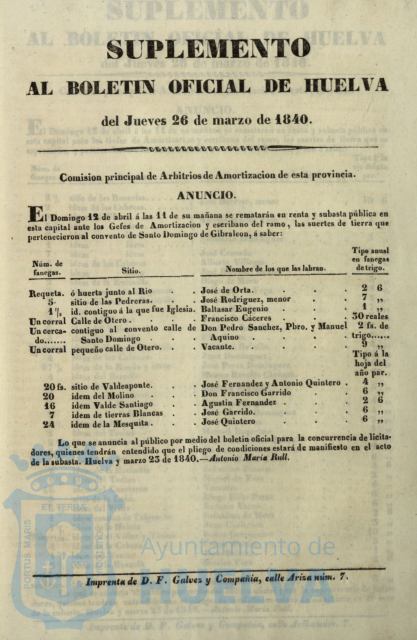 SUPLEMENTO
AL BOLETIN OFICIAL DE HUELVA
del Jueves 26 de marzo de 1840.
Comision principal de Arbitrios de Amortizacion de esta provincia.
ANUNCIO.
El Domingo 12 de abril á las 11 de su mañana se rematarán en renta y subasta pública en
esta capital ante los Gefes de Amortizacion y escribano del ramo, las suertes de tierra que
pertenecieron al convento de Santo Domingo de Gibraleon, á saber:
Núm. de fanegas. Sitio. Nombre de los que las labran. Tipo anual en fanegas de trigo.
Requeta. ó huerta junto al Rio . . José de Orta. . . 2 6
5 sitio de las Pedreras. . . José Rodriguez, menor . 7 ,,
1 1/2 id. contiguo á la que fue Iglesia. Baltasar Eugenio . . 1 ,,
Un corral Calle de Otero. . . . Francisco Cáceres . . 30 reales
Un cerca- contiguo al convento calle de Don Pedro Sanchez, Pbro. y Manuel 2 fs. de
do...... Santo Domingo . . Aquino . . . trigo.....
Un corral pequeño calle de Otero. . . Vacante. . . . 9 ,,
Tipo á la
hoja del
año par.
20 fs. sitio de Valdeaponte. . . José Fernandez y Antonio Quintero . 4 ,,
20 idem del Molino . . . Don Francisco Garrido . 6 ,,
16 idem Valde Santiago . . Agustin Fernandez . . 2 6
7 idem de tierras Blancas . . José Garrido. . . 6 ,,
24 idem de la Mesquita . . . José Quintero . . 6 ,,
Lo que se anuncia al público por medio del boletin oficial para la concurrencia de licita-
dores, quienes tendrán entendido que el pliego de condiciones estará de manifiesto en el acto
de la subasta. Huelva y marzo 23 de 1840.—Antonio Maria Rull.
Ayuntamiento de
HUELVA
Imprenta de D. F. Galvez y Compañia, calle Ariza núm. 7.